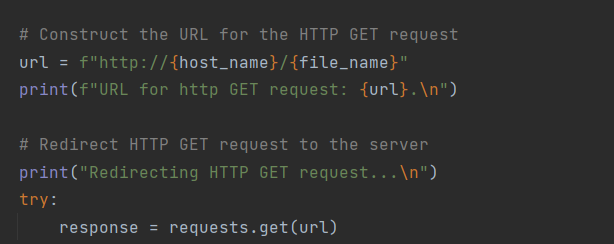 # Construct the URL for the HTTP GET request
url = f"http://{host_name}/{file_name}"
print(f"URL for http GET request: {url}.\n")
# Redirect HTTP GET request to the server
print("Redirecting HTTP GET request...\n")
try:
    response = requests.get(url)